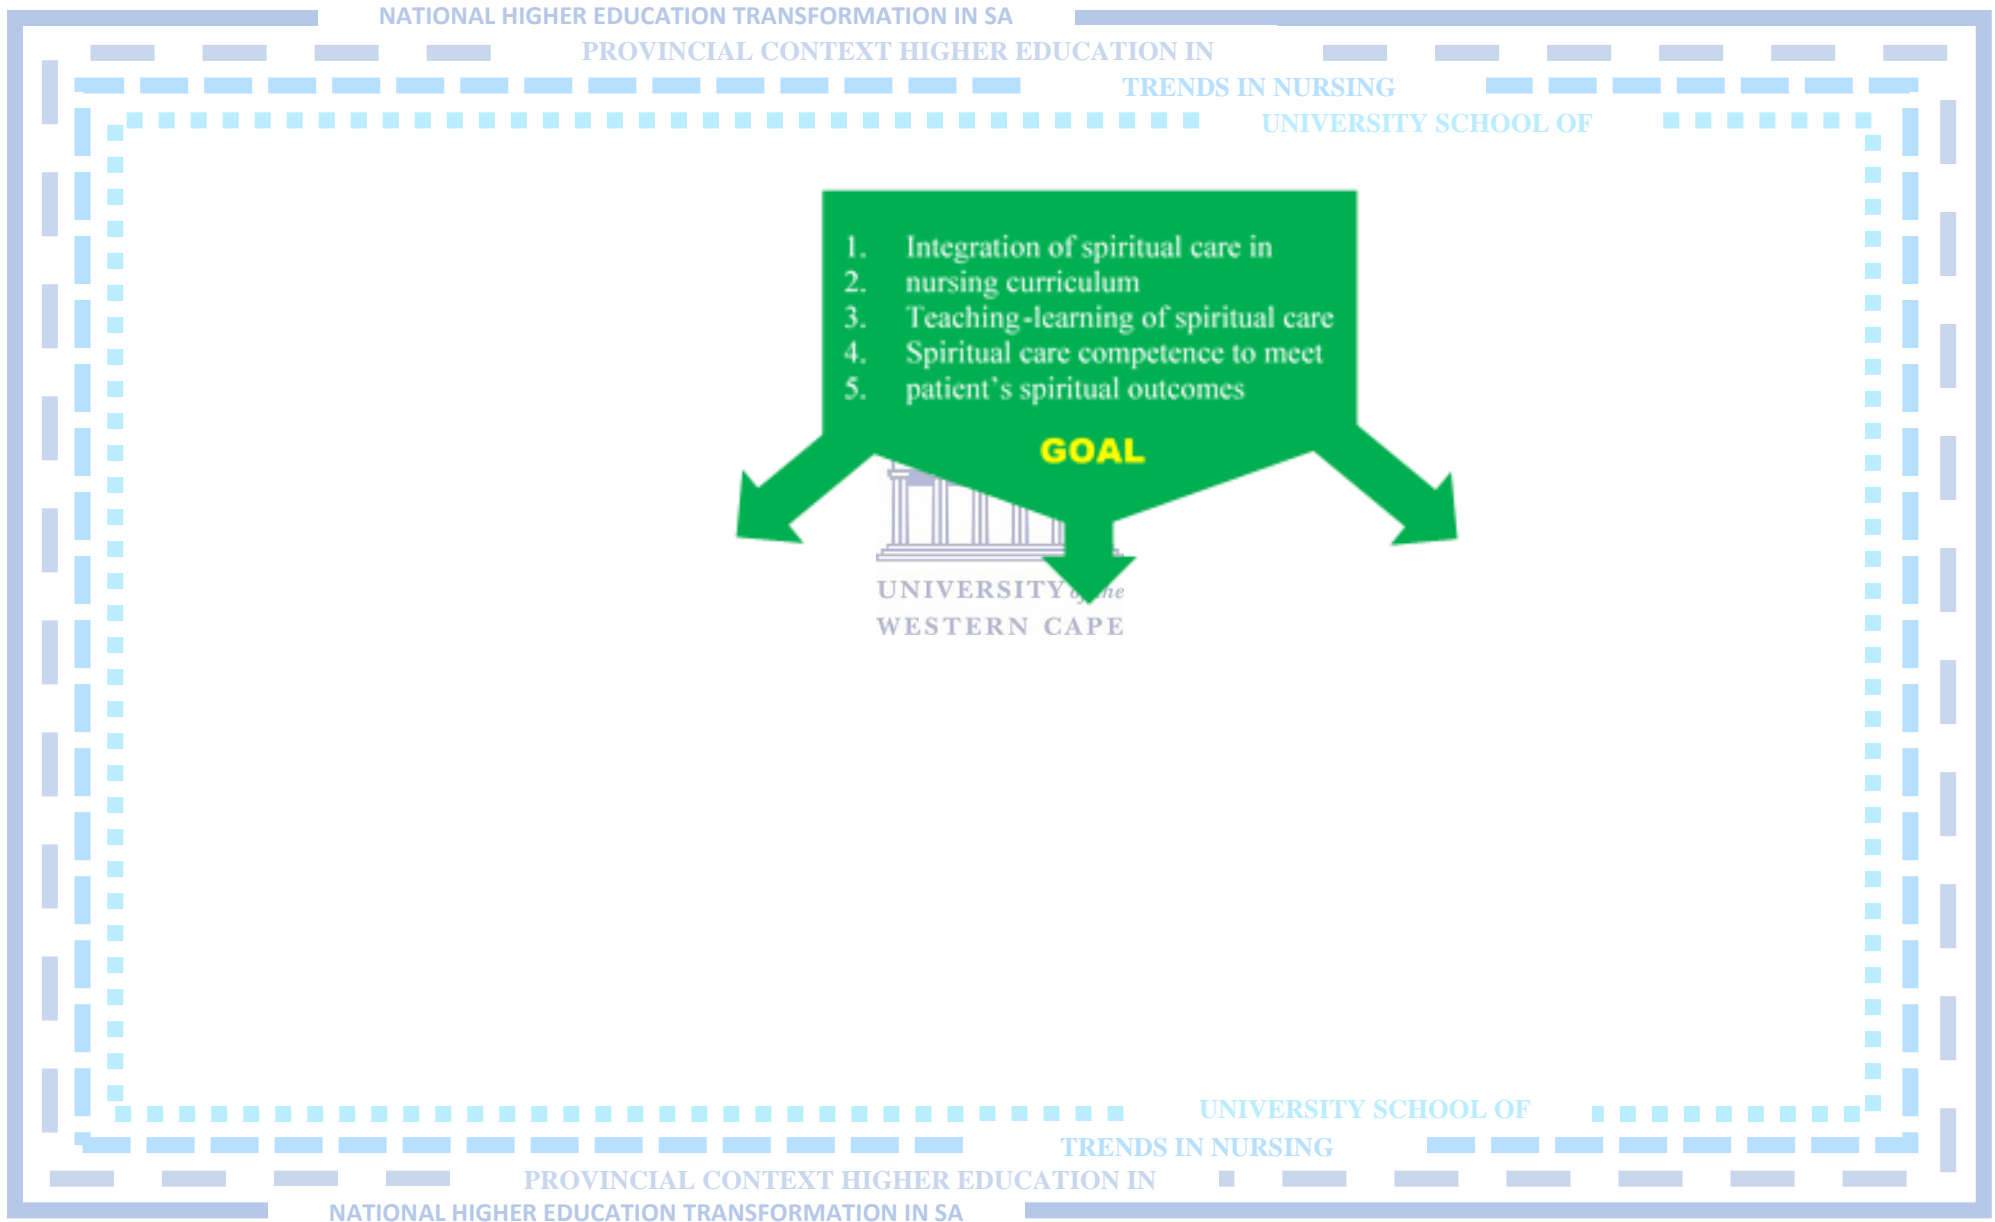 NATIONAL HIGHER EDUCATION TRANSFORMATION IN SA
PROVINCIAL CONTEXT HIGHER EDUCATION IN
TRENDS IN NURSING
UNIVERSITY SCHOOL OF
1. Integration of spiritual care in
2. nursing curriculum
3. Teaching-learning of spiritual care
4. Spiritual care competence to meet
5. patient's spiritual outcomes
GOAL
UNIVERSITY of the
WESTERN CAPE
UNIVERSITY SCHOOL OF
TRENDS IN NURSING
PROVINCIAL CONTEXT HIGHER EDUCATION IN
NATIONAL HIGHER EDUCATION TRANSFORMATION IN SA